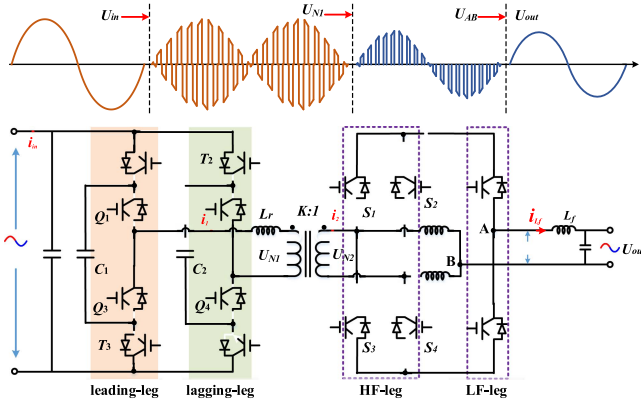 Uin
UN1
UAB
Uout
iin
T2
Q1
S1
S2
i1
Lr
K:1
i2
A
iLf
Lf
UN1
UN2
B
Uou
C1
C2
Q3
Q4
S3
S4
T3
leading-leg
lagging-leg
HF-leg
LF-leg